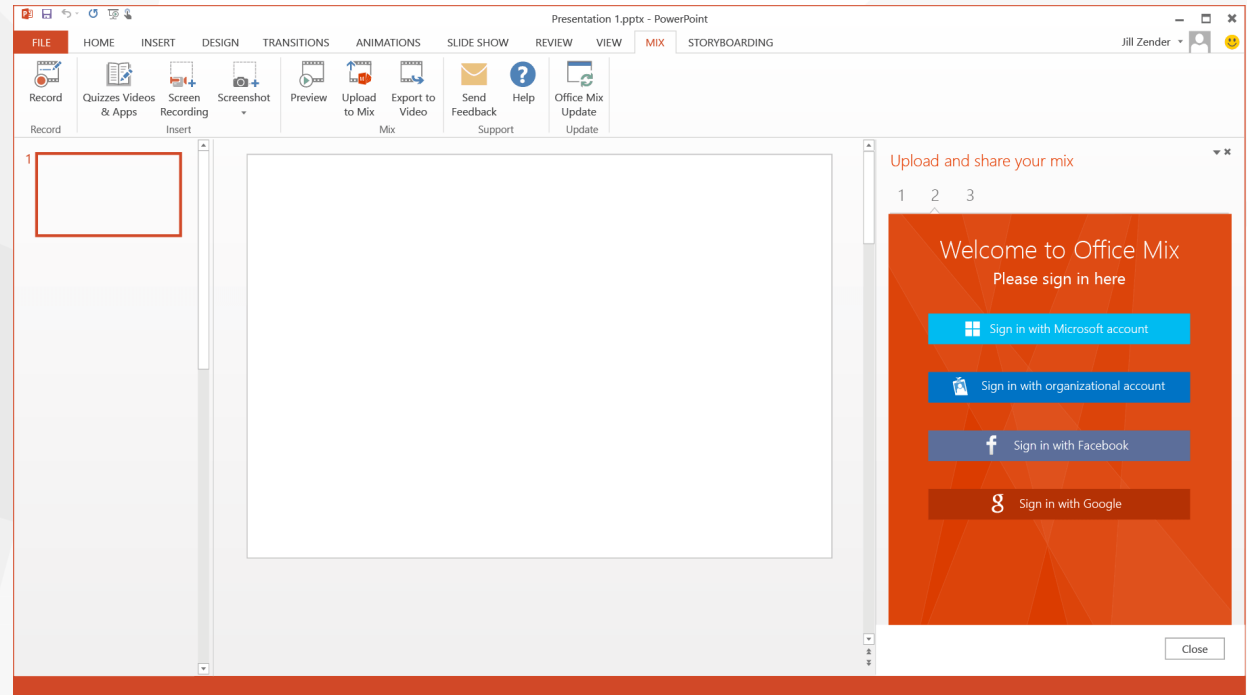 Presentation 1.pptx - PowerPoint
FILE HOME INSERT DESIGN TRANSITIONS ANIMATIONS SLIDE SHOW REVIEW VIEW MIX STORYBOARDING Jill Zender
Record
Quizzes Videos & Apps
Screen Recording
Screenshot
Preview
Upload to Mix
Export to Video
Send Feedback
Help
Office Mix Update
Record Insert Mix Support Update
1
Upload and share your mix
1 2 3
Welcome to Office Mix
Please sign in here
Sign in with Microsoft account
Sign in with organizational account
f Sign in with Facebook
g Sign in with Google
Close